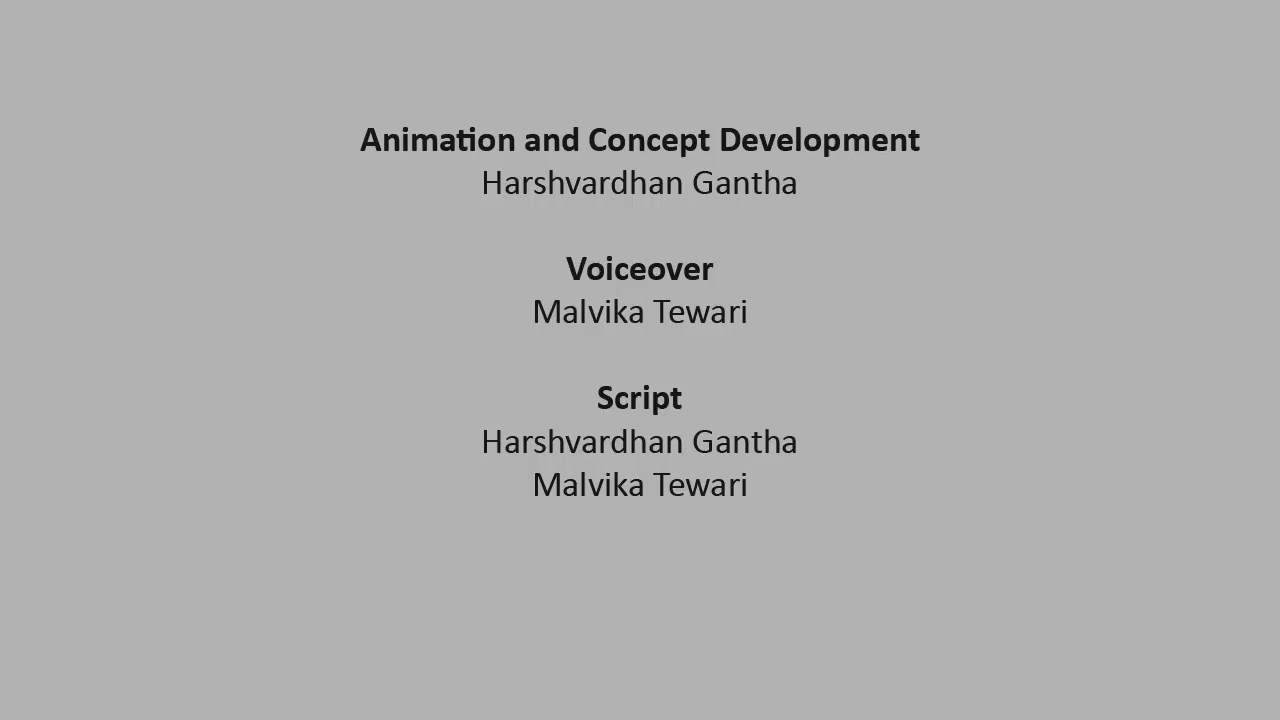 Animation and Concept Development
Harshvardhan Gantha
Voiceover
Malvika Tewari
Script
Harshvardhan Gantha
Malvika Tewari